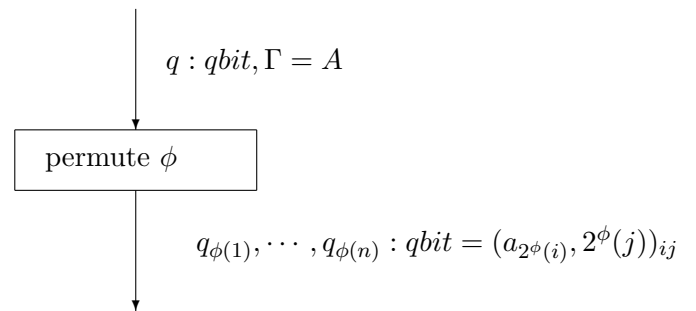 q : qbit, Γ = A
permute ϕ
q_{ϕ(1)}, ⋯ , q_{ϕ(n)} : qbit = (a_{2^ϕ(i)}, 2^ϕ(j))_{ij}